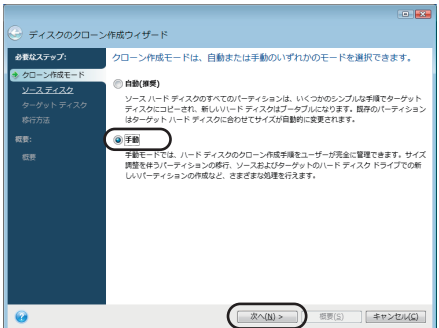 ディスクのクローン作成ウィザード
必要なステップ:
クローン作成モード
ソース ディスク
ターゲット ディスク
移行方法
概要:
概要
クローン作成モードは、自動または手動のいずれかのモードを選択できます。
自動(推奨)
ソース ハード ディスクのすべてのパーティションは、いくつかのシンプルな手順でターゲット
ディスクにコピーされ、新しいハード ディスクはブータブルになります。既存のパーティション
はターゲット ハード ディスクに合わせてサイズが自動的に変更されます。
手動
手動モードでは、ハード ディスクのクローン作成手順をユーザーが完全に管理できます。サイズ
調整を伴うパーティションの移行、ソースおよびターゲットのハード ディスク ドライブでの新
しいパーティションの作成など、さまざまな処理を行えます。
次へ(N) >
概要(S)
キャンセル(C)